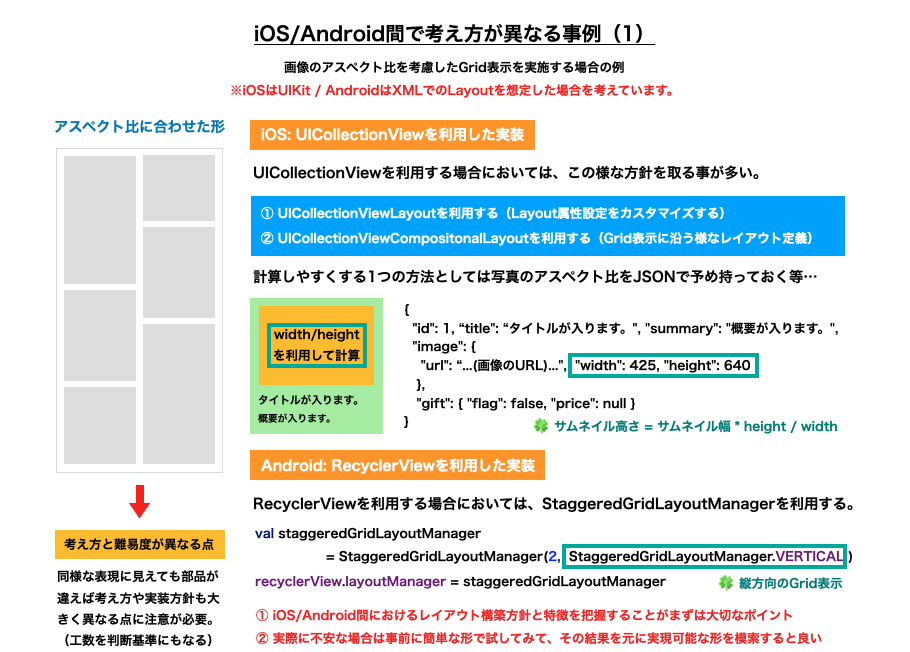 iOS/Android間で考え方が異なる事例（1）
画像のアスペクト比を考慮したGrid表示を実施する場合の例
※iOSはUIKit / AndroidはXMLでのLayoutを想定した場合を考えています。
アスペクト比に合わせた形
考え方と難易度が異なる点
同様な表現に見えても部品が
違えば考え方や実装方針も大
きく異なる点に注意が必要。
（工数を判断基準にもなる）
iOS: UICollectionViewを利用した実装
UICollectionViewを利用する場合においては、この様な方針を取る事が多い。
① UICollectionViewLayoutを利用する（Layout属性設定をカスタマイズする）
② UICollectionViewCompositonalLayoutを利用する（Grid表示に沿う様なレイアウト定義）
計算しやすくする1つの方法としては写真のアスペクト比をJSONで予め持っておく等…
width/height
を利用して計算
タイトルが入ります。
概要が入ります。
{
"id": 1, “title": “タイトルが入ります。", "summary": "概要が入ります。",
"image": {
"url": “...(画像のURL)...", "width": 425, "height": 640
},
"gift": { "flag": false, "price": null }
}
🍀 サムネイル高さ = サムネイル幅 * height / width
Android: RecyclerViewを利用した実装
RecyclerViewを利用する場合においては、StaggeredGridLayoutManagerを利用する。
val staggeredGridLayoutManager
= StaggeredGridLayoutManager(2, StaggeredGridLayoutManager.VERTICAL)
recyclerView.layoutManager = staggeredGridLayoutManager
🍀 縦方向のGrid表示
① iOS/Android間におけるレイアウト構築方針と特徴を把握することがまずは大切なポイント
② 実際に不安な場合は事前に簡単な形で試してみて、その結果を元に実現可能な形を模索すると良い